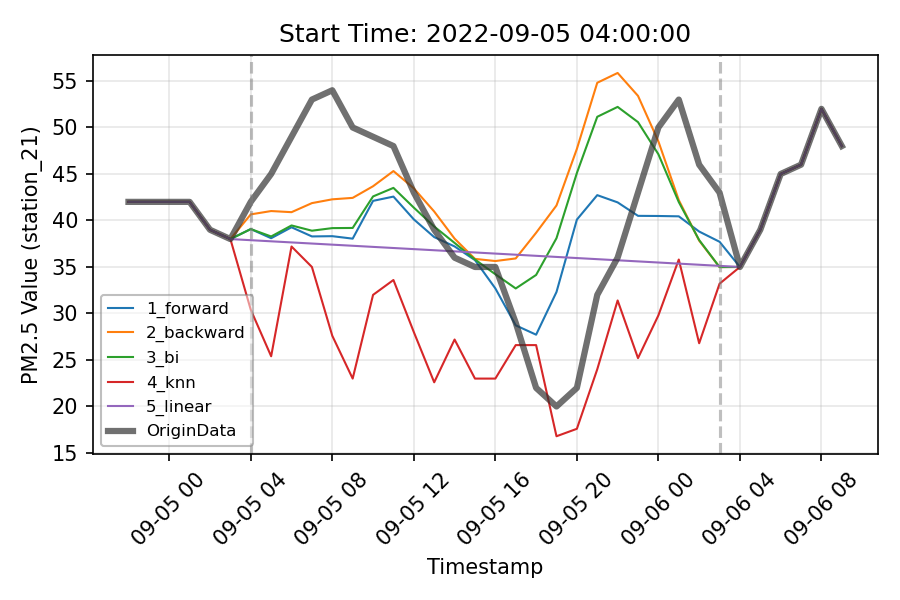 Start Time: 2022-09-05 04:00:00
PM2.5 Value (station_21)
55
50
45
40
35
30
25
20
15
1_forward
2_backward
3_bi
4_knn
5_linear
OriginData
09-05 00
09-05 04
09-05 08
09-05 12
09-05 16
09-05 20
09-06 00
09-06 04
09-06 08
Timestamp